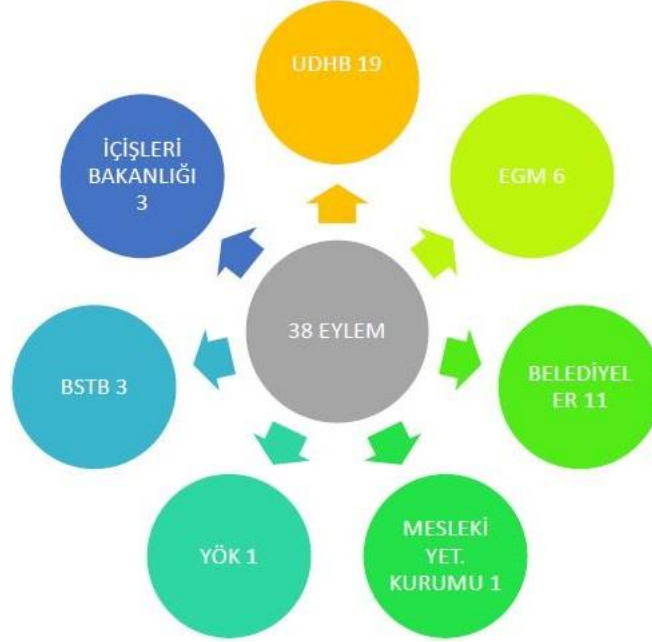 UDHB 19
EGM 6
BELEDİYEL
ER 11
MESLEKİ
YET.
KURUMU 1
YÖK 1
BSTB 3
İÇİŞLERİ
BAKANLIĞI
3
38 EYLEM